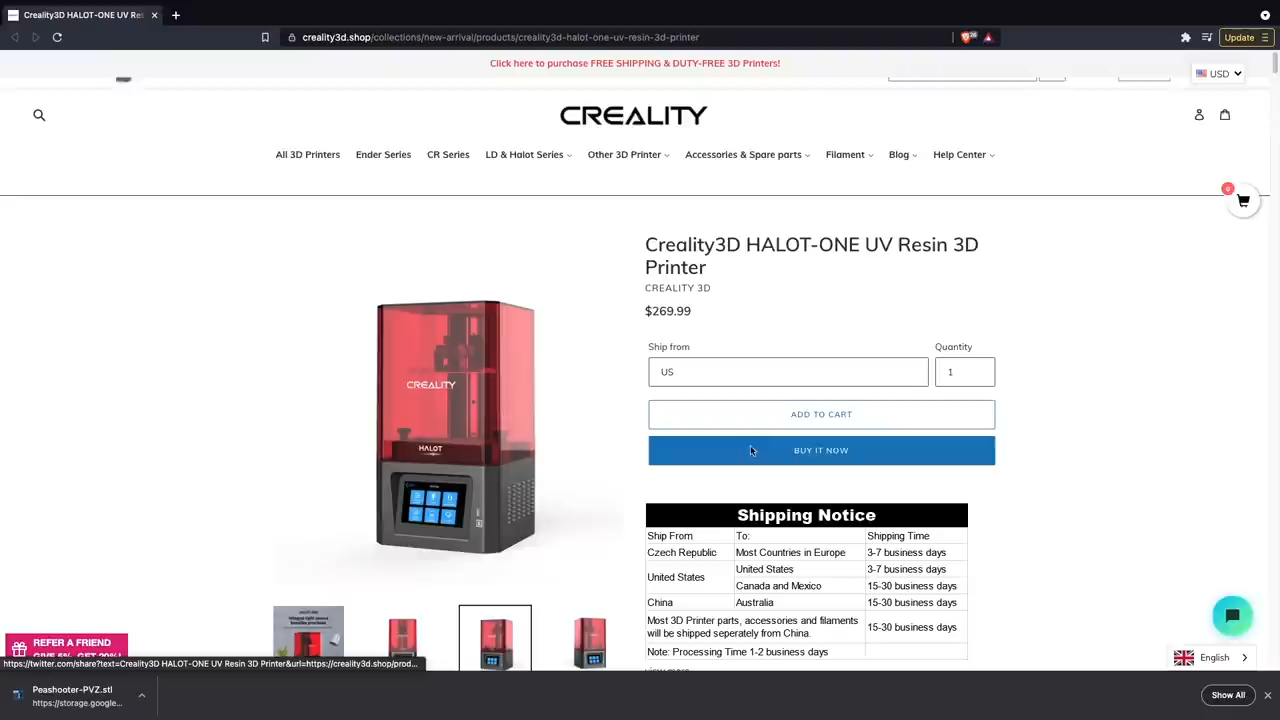 Creality3D HALOT-ONE UV Res
creality3d.shop/collections/new-arrival/products/creality3d-halot-one-uv-resin-3d-printer
Update
Click here to purchase FREE SHIPPING & DUTY-FREE 3D Printers!
USD
CREALITY
All 3D Printers
Ender Series
CR Series
LD & Halot Series
Other 3D Printer
Accessories & Spare parts
Filament
Blog
Help Center
0
Creality3D HALOT-ONE UV Resin 3D
Printer
CREALITY 3D
$269.99
Ship from
Quantity
US
1
ADD TO CART
BUY IT NOW
CREALITY
HALOT
Shipping Notice
Ship From To: Shipping Time
Czech Republic Most Countries in Europe 3-7 business days
United States United States 3-7 business days
Canada and Mexico 15-30 business days
China Australia 15-30 business days
Most 3D Printer parts, accessories and filaments
will be shipped seperately from China. 15-30 business days
Note: Processing Time 1-2 business days
view more
REFER A FRIEND
GIVE 5%, GET 20%!
https://twitter.com/share?text=Creality3D HALOT-ONE UV Resin 3D Printer&url=https://creality3d.shop/prod...
English
Peashooter-PVZ.stl
https://storage.google...
Show All